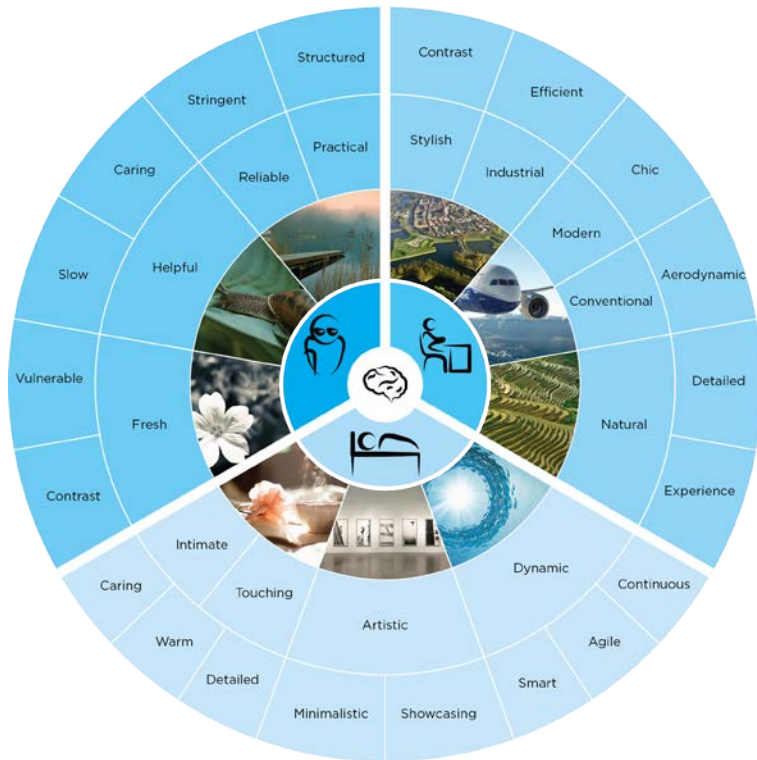 Structured
Contrast
Stringent
Efficient
Practical
Stylish
Caring
Reliable
Industrial
Chic
Modern
Slow
Helpful
Conventional
Aerodynamic
Vulnerable
Detailed
Fresh
Natural
Contrast
Experience
Intimate
Dynamic
Caring
Continuous
Touching
Artistic
Warm
Agile
Detailed
Smart
Minimalistic
Showcasing